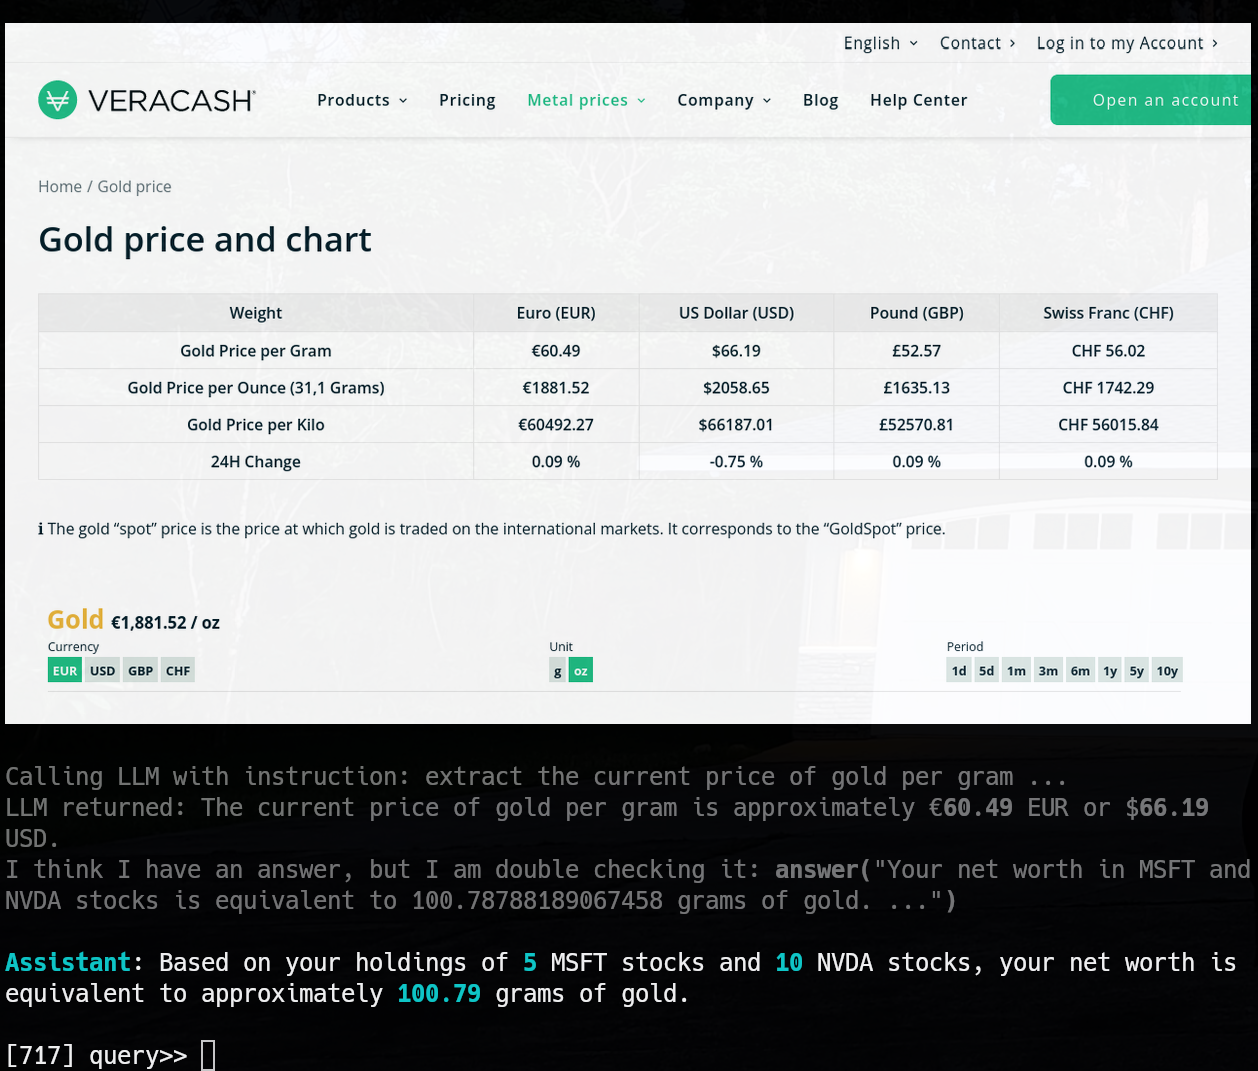 English Contact Log in to my Account
VERACASH® Products Pricing Metal prices Company Blog Help Center Open an account
Home / Gold price
Gold price and chart
Weight Euro (EUR) US Dollar (USD) Pound (GBP) Swiss Franc (CHF)
Gold Price per Gram €60.49 $66.19 £52.57 CHF 56.02
Gold Price per Ounce (31,1 Grams) €1881.52 $2058.65 £1635.13 CHF 1742.29
Gold Price per Kilo €60492.27 $66187.01 £52570.81 CHF 56015.84
24H Change 0.09 % -0.75 % 0.09 % 0.09 %
ℹ The gold “spot” price is the price at which gold is traded on the international markets. It corresponds to the “GoldSpot” price.
Gold €1,881.52 / oz
Currency Unit Period
EUR USD GBP CHF g oz 1d 5d 1m 3m 6m 1y 5y 10y
Calling LLM with instruction: extract the current price of gold per gram ...
LLM returned: The current price of gold per gram is approximately €60.49 EUR or $66.19
USD.
I think I have an answer, but I am double checking it: answer("Your net worth in MSFT and
NVDA stocks is equivalent to 100.78788189067458 grams of gold. ...")
Assistant: Based on your holdings of 5 MSFT stocks and 10 NVDA stocks, your net worth is
equivalent to approximately 100.79 grams of gold.
[717] query>>